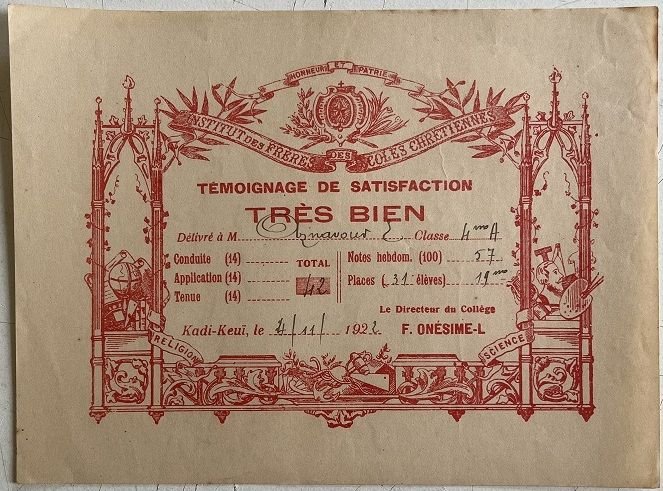 HONNEUR ET PATRIE
INSTITUT DES FRÈRES DES ÉCOLES CHRÉTIENNES
TÉMOIGNAGE DE SATISFACTION
TRÈS BIEN
Délivré à M Aznavour Classe 4me A
Conduite (14) Notes hebdom. (100) 57
TOTAL
Application (14) 42 Places (31 élèves) 19me
Tenue (14)
Le Directeur du Collège
Kadi-Keuï, le 4/11/ 1922 F. ONÉSIME-L
RELIGION SCIENCE